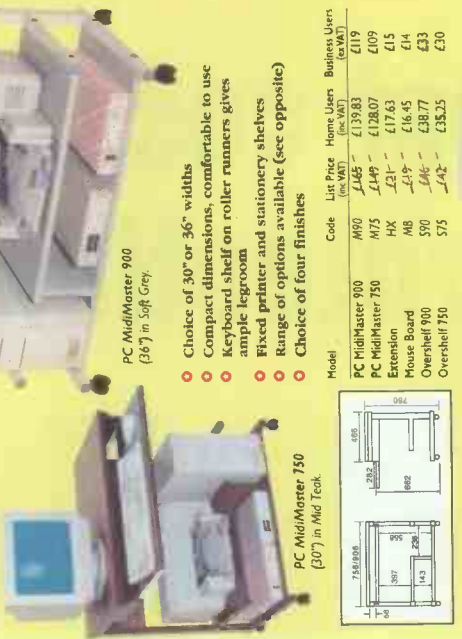 PC MidiMaster 900
(36") in Soft Grey.
Choice of 30" or 36" widths
Compact dimensions, comfortable to use
Keyboard shelf on roller runners gives
ample legroom
Fixed printer and stationery shelves
Range of options available (see opposite)
Choice of four finishes
PC MidiMaster 750
(30") in Mid Teak.
Model Code List Price (inc VAT) Home Users (inc VAT) Business Users (ex VAT)
PC MidiMaster 900 M90 £165 £139.83 £119
PC MidiMaster 750 M75 £149 £128.07 £109
Extension HX £21 £17.63 £15
Mouse Board MB £19 £16.45 £14
Overshelf 900 S90 £46 £38.77 £33
Overshelf 750 S75 £42 £35.25 £30
466
282
662
760
756/906
397
236
143